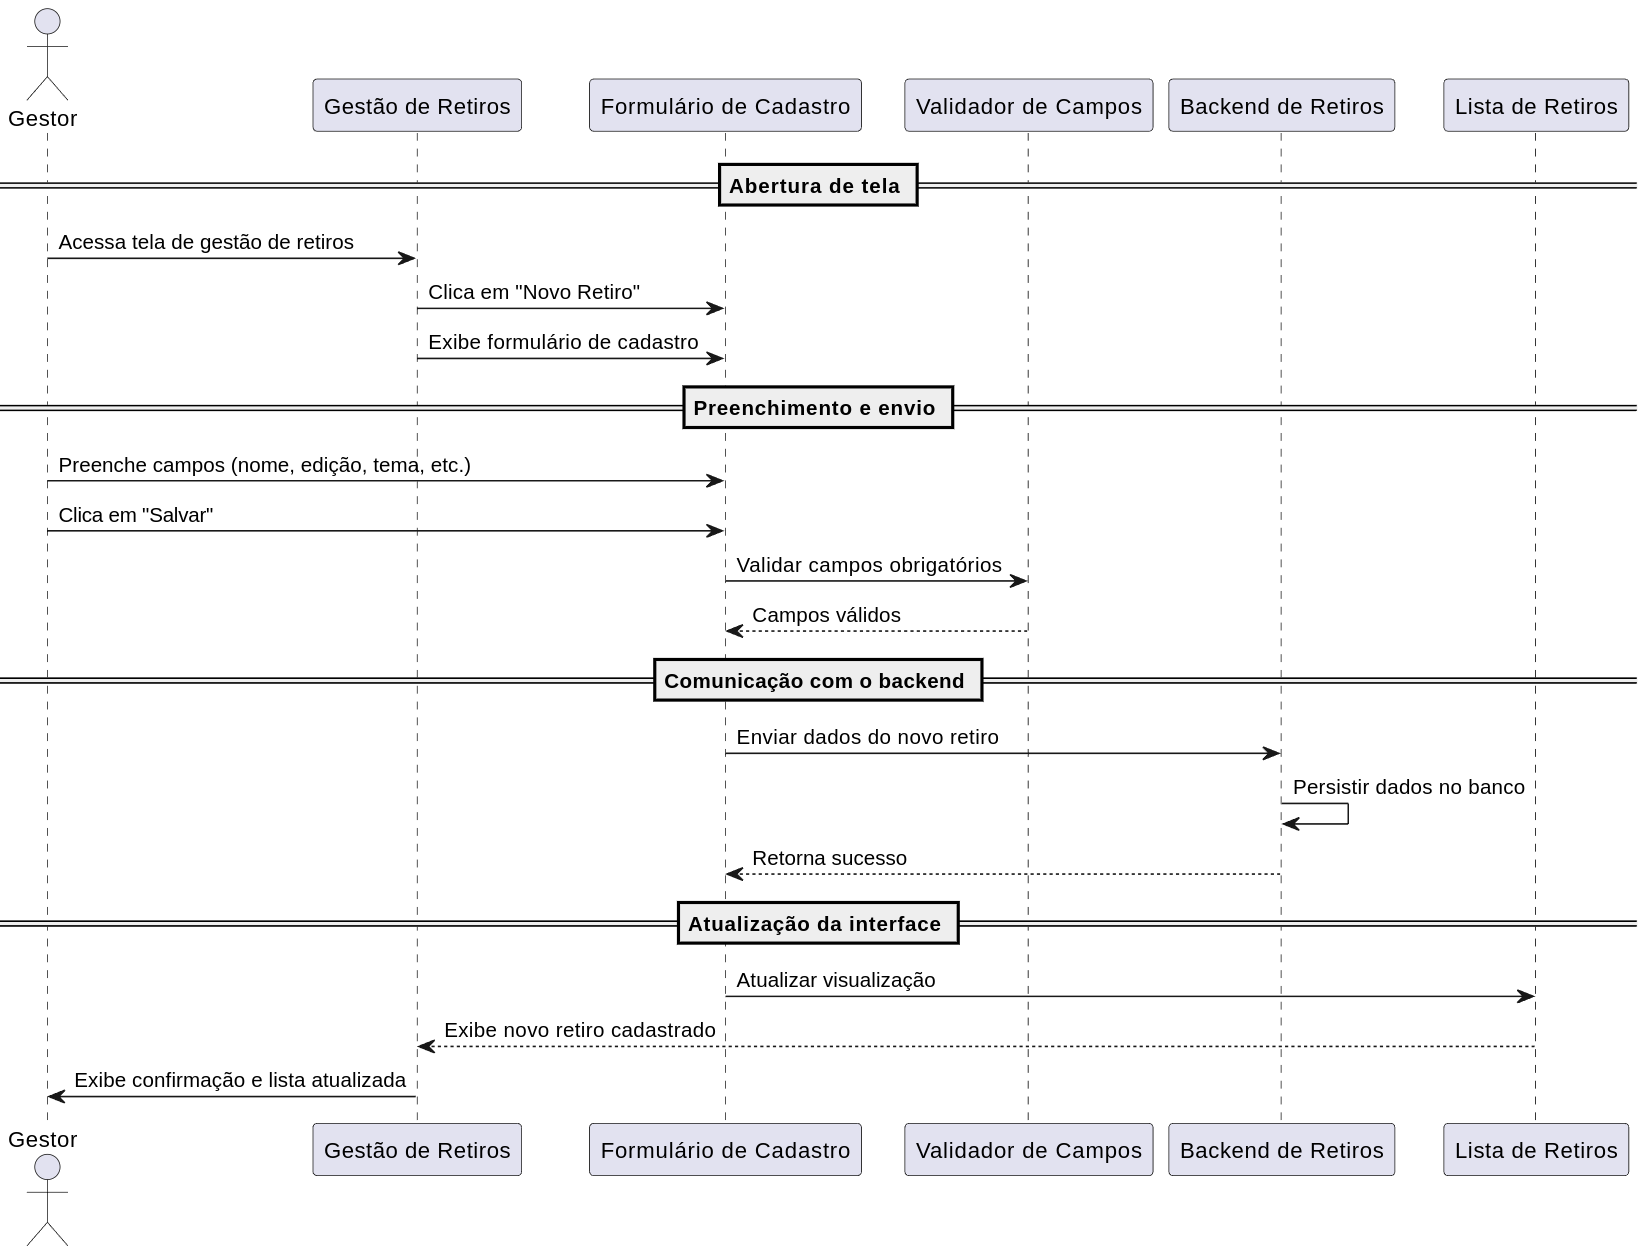 Gestor
Gestão de Retiros
Formulário de Cadastro
Validador de Campos
Backend de Retiros
Lista de Retiros
Abertura de tela
Acessa tela de gestão de retiros
Clica em "Novo Retiro"
Exibe formulário de cadastro
Preenchimento e envio
Preenche campos (nome, edição, tema, etc.)
Clica em "Salvar"
Validar campos obrigatórios
Campos válidos
Comunicação com o backend
Enviar dados do novo retiro
Persistir dados no banco
Retorna sucesso
Atualização da interface
Atualizar visualização
Exibe novo retiro cadastrado
Exibe confirmação e lista atualizada
Gestor
Gestão de Retiros
Formulário de Cadastro
Validador de Campos
Backend de Retiros
Lista de Retiros